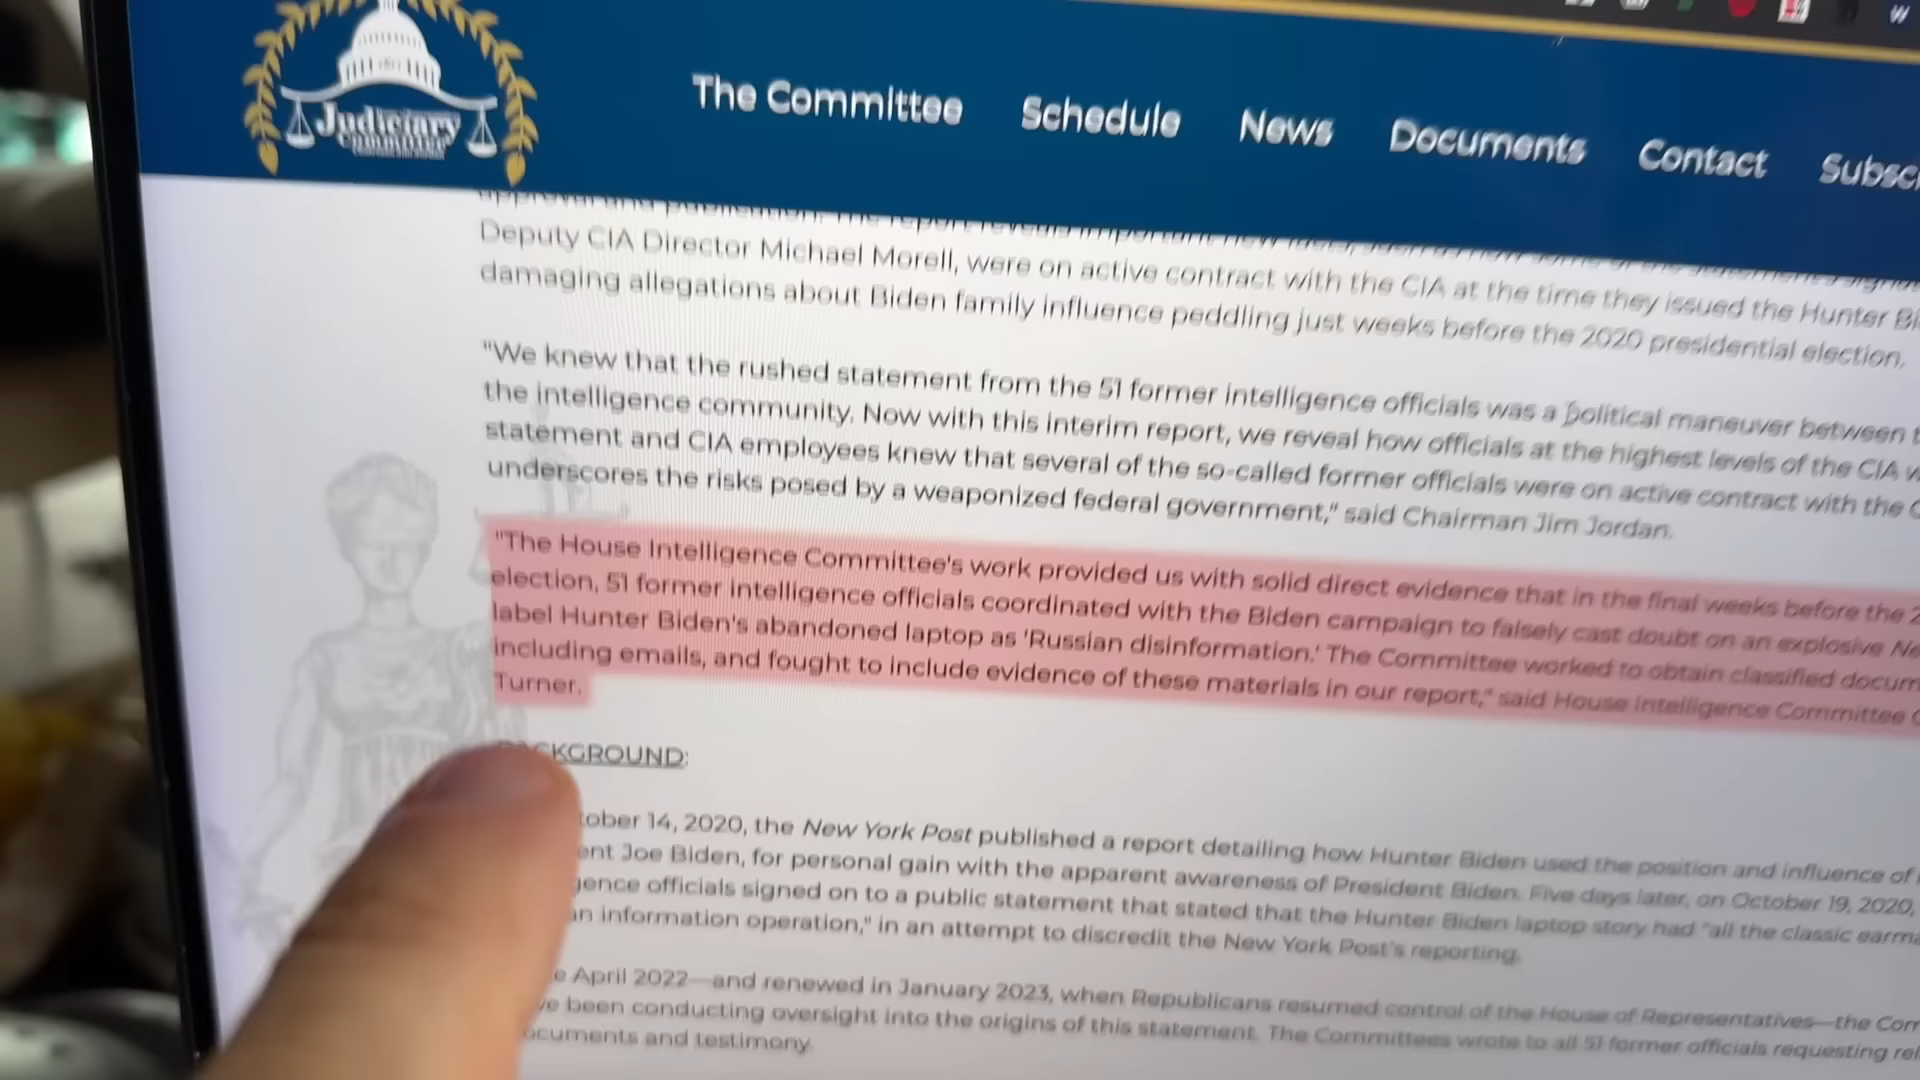 Judiciary
Committee
The Committee Schedule News Documents Contact Subsc
Deputy CIA Director Michael Morell, were on active contract with the CIA at the time they issued the Hunter Bi
damaging allegations about Biden family influence peddling just weeks before the 2020 presidential election.
"We knew that the rushed statement from the 51 former intelligence officials was a political maneuver between t
the intelligence community. Now with this interim report, we reveal how officials at the highest levels of the CIA w
statement and CIA employees knew that several of the so-called former officials were on active contract with the C
underscores the risks posed by a weaponized federal government," said Chairman Jim Jordan.
"The House Intelligence Committee's work provided us with solid direct evidence that in the final weeks before the 2
election, 51 former intelligence officials coordinated with the Biden campaign to falsely cast doubt on an explosive Ne
label Hunter Biden's abandoned laptop as 'Russian disinformation.' The Committee worked to obtain classified docum
including emails, and fought to include evidence of these materials in our report," said House Intelligence Committee C
Turner.
BACKGROUND:
tober 14, 2020, the New York Post published a report detailing how Hunter Biden used the position and influence of
ent Joe Biden, for personal gain with the apparent awareness of President Biden. Five days later, on October 19, 2020,
gence officials signed on to a public statement that stated that the Hunter Biden laptop story had "all the classic earma
an information operation," in an attempt to discredit the New York Post's reporting.
e April 2022—and renewed in January 2023, when Republicans resumed control of the House of Representatives—the Com
ve been conducting oversight into the origins of this statement. The Committees wrote to all 51 former officials requesting rel
ocuments and testimony.